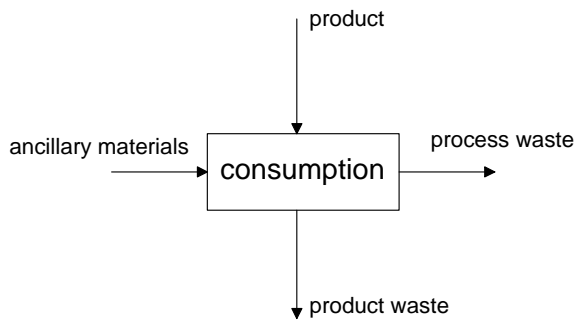 product
ancillary materials
process waste
consumption
product waste